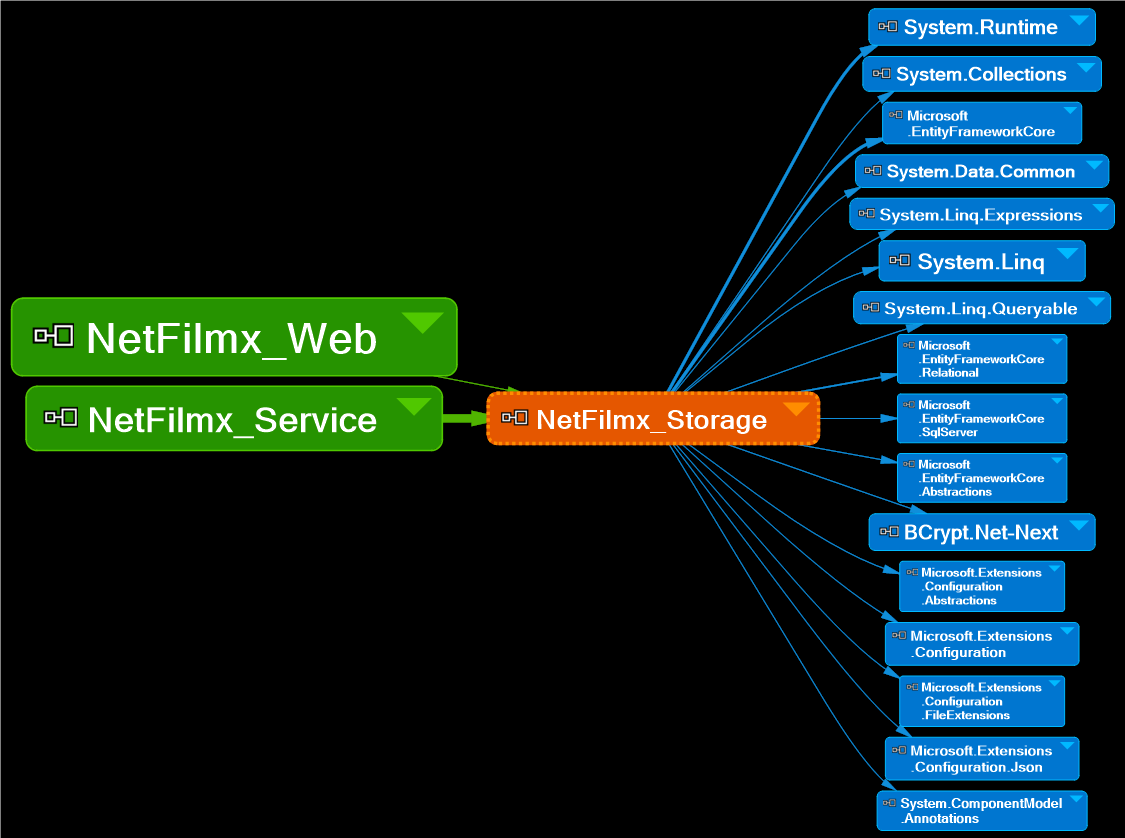 System.Runtime
System.Collections
Microsoft
.EntityFrameworkCore
System.Data.Common
System.Linq.Expressions
System.Linq
System.Linq.Queryable
NetFilmx_Web
Microsoft
.EntityFrameworkCore
.Relational
NetFilmx_Service
NetFilmx_Storage
Microsoft
.EntityFrameworkCore
.SqlServer
Microsoft
.EntityFrameworkCore
.Abstractions
BCrypt.Net-Next
Microsoft.Extensions
.Configuration
.Abstractions
Microsoft.Extensions
.Configuration
Microsoft.Extensions
.Configuration
.FileExtensions
Microsoft.Extensions
.Configuration.Json
System.ComponentModel
.Annotations